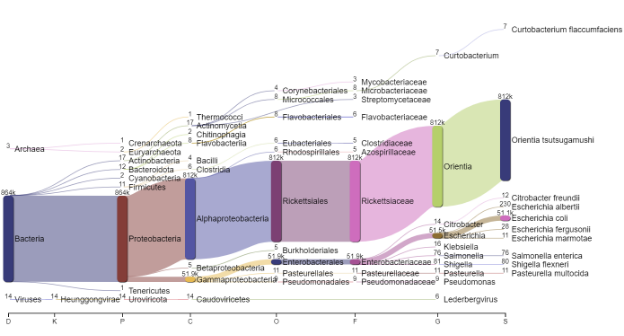 7
Curtobacterium flaccumfaciens
7
Curtobacterium
3
Mycobacteriaceae
4
Corynebacteriales
8
Microbacteriaceae
8
Micrococcales
3
Streptomycetaceae
812k
1
Thermococci
8
Flavobacteriales
6
Flavobacteriaceae
17
Actinomycetia
812k
2
Chitinophagia
1
Crenarchaeota
8
Flavobacteriia
6
Eubacteriales
5
Clostridiaceae
Orientia tsutsugamushi
3
Archaea
2
Euryarchaeota
5
Rhodospirillales
5
Azospirillaceae
17
Actinobacteria
4
Bacilli
812k
812k
Orientia
12
Bacteroidota
6
Clostridia
2
Cyanobacteria
812k
11
Firmicutes
864k
864k
Rickettsiales
Rickettsiaceae
12
Citrobacter freundii
230
Escherichia albertii
Alphaproteobacteria
51.1k
Escherichia coli
14
Citrobacter
28
Escherichia fergusonii
Bacteria
Proteobacteria
51.5k
Escherichia
11
Escherichia marmotae
5
Burkholderiales
16
Klebsiella
51.9k
Enterobacterales
51.9k
Enterobacteriaceae
76
Salmonella
76
Salmonella enterica
5
Betaproteobacteria
81
Shigella
80
Shigella flexneri
51.9k
Gammaproteobacteria
11
Pasteurellales
11
Pasteurellaceae
11
Pasteurella
11
Pasteurella multocida
9
Pseudomonadales
9
Pseudomonadaceae
9
Pseudomonas
1
Tenericutes
14
Viruses
14
Heunggongvirae
14
Uroviricota
14
Caudoviricetes
6
Lederbergvirus
D K P C O F G S